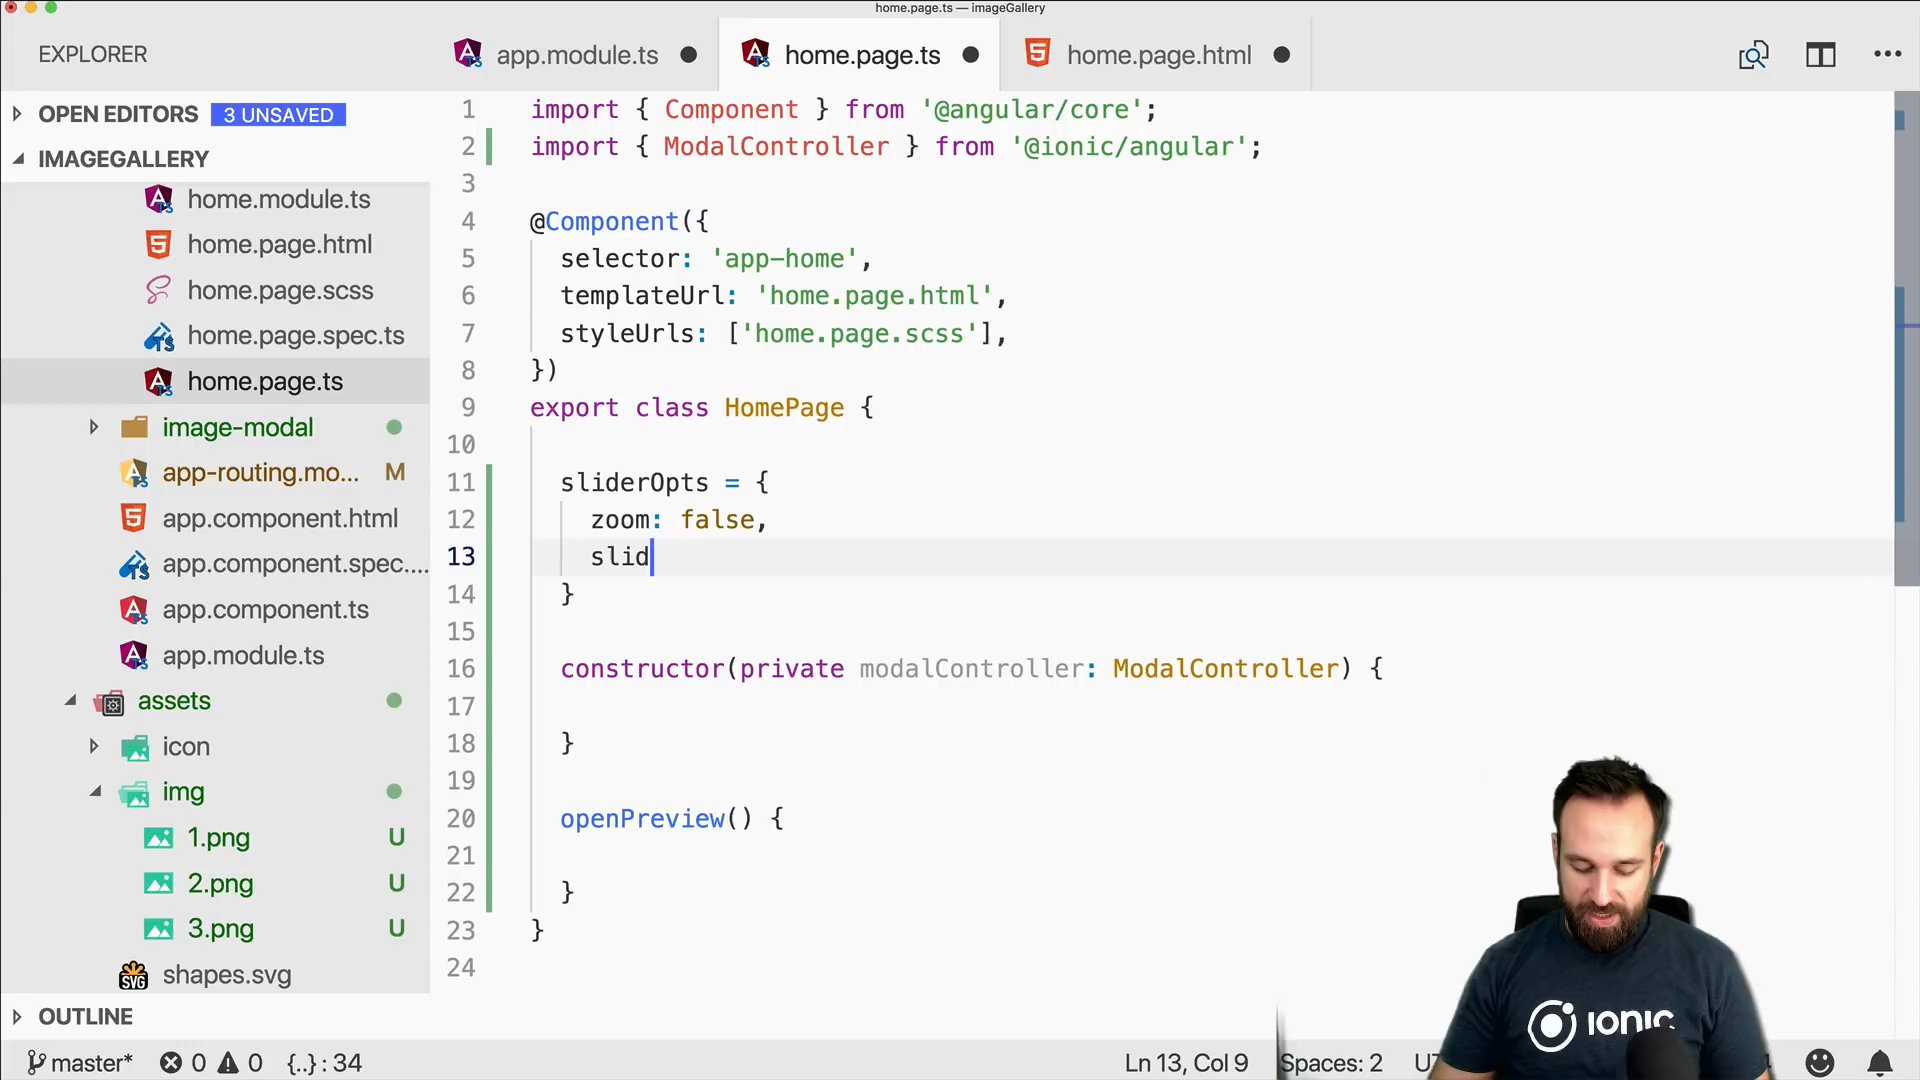 home.page.ts — imageGallery
EXPLORER
app.module.ts
home.page.ts
home.page.html
OPEN EDITORS
3 UNSAVED
IMAGEGALLERY
home.module.ts
home.page.html
home.page.scss
home.page.spec.ts
home.page.ts
image-modal
app-routing.mo... M
app.component.html
app.component.spec....
app.component.ts
app.module.ts
assets
icon
img
1.png U
2.png U
3.png U
shapes.svg
OUTLINE
1 import { Component } from '@angular/core';
2 import { ModalController } from '@ionic/angular';
3
4 @Component({
5 selector: 'app-home',
6 templateUrl: 'home.page.html',
7 styleUrls: ['home.page.scss'],
8 })
9 export class HomePage {
10
11 sliderOpts = {
12 zoom: false,
13 slid
14 }
15
16 constructor(private modalController: ModalController) {
17
18 }
19
20 openPreview() {
21
22 }
23 }
24
ionic
master* 0 0 {..} : 34
Ln 13, Col 9
Spaces: 2